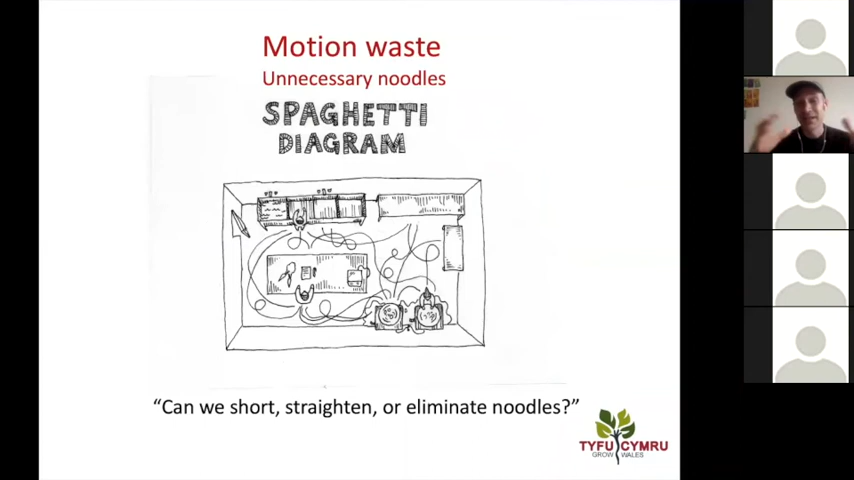 Motion waste
Unnecessary noodles
SPAGHETTI
DIAGRAM
“Can we short, straighten, or eliminate noodles?”
TYFU CYMRU
GROW WALES